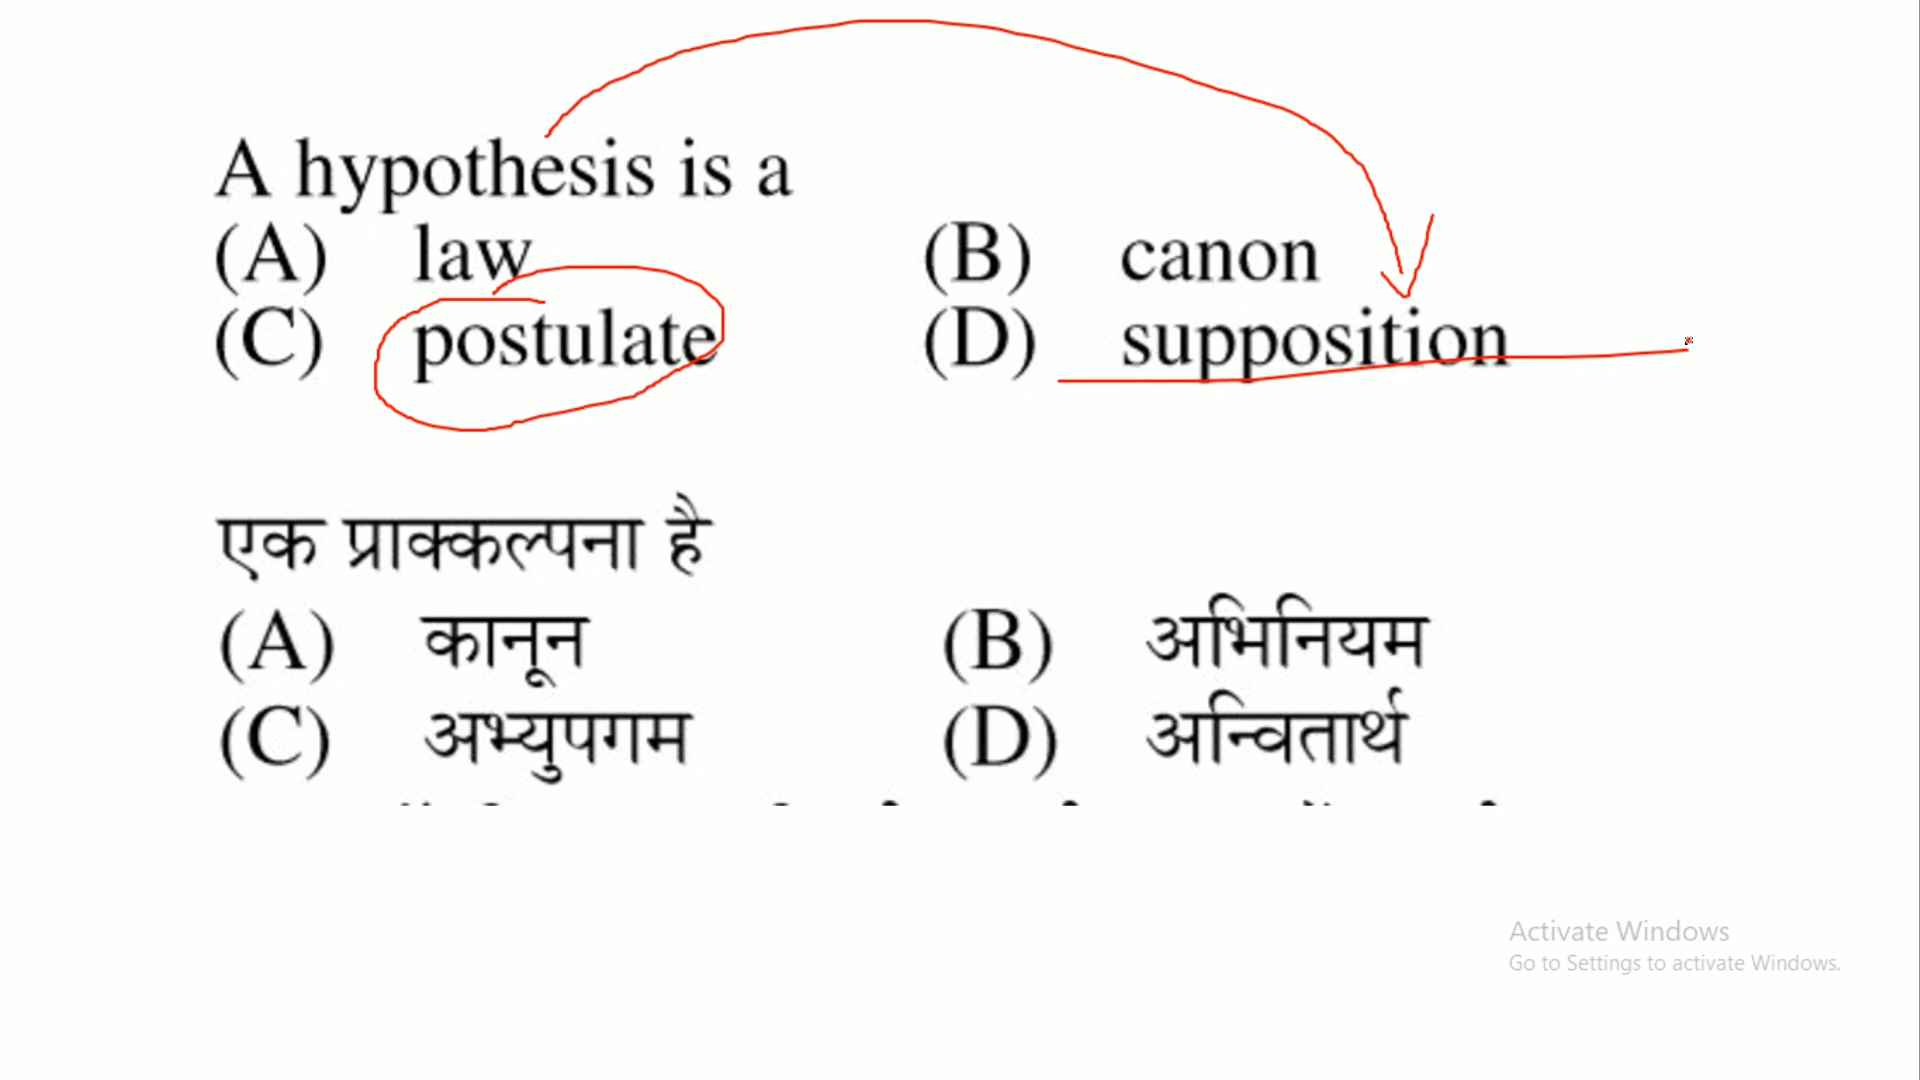 A hypothesis is a
(A) law (B) canon
(C) postulate (D) supposition
एक प्राक्कल्पना है
(A) कानून (B) अभिनियम
(C) अभ्युपगम (D) अन्वितार्थ
Activate Windows
Go to Settings to activate Windows.